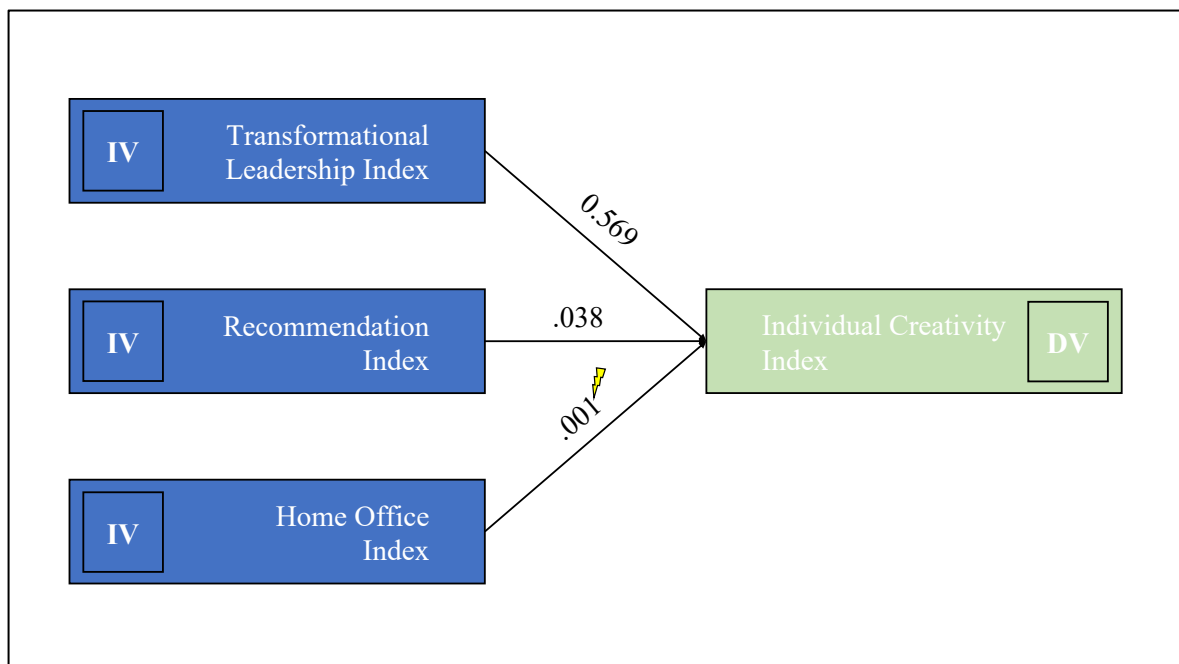 IV
Transformational
Leadership Index
0.569
IV
Recommendation
Index
.038
Individual Creativity
Index
DV
.001
IV
Home Office
Index